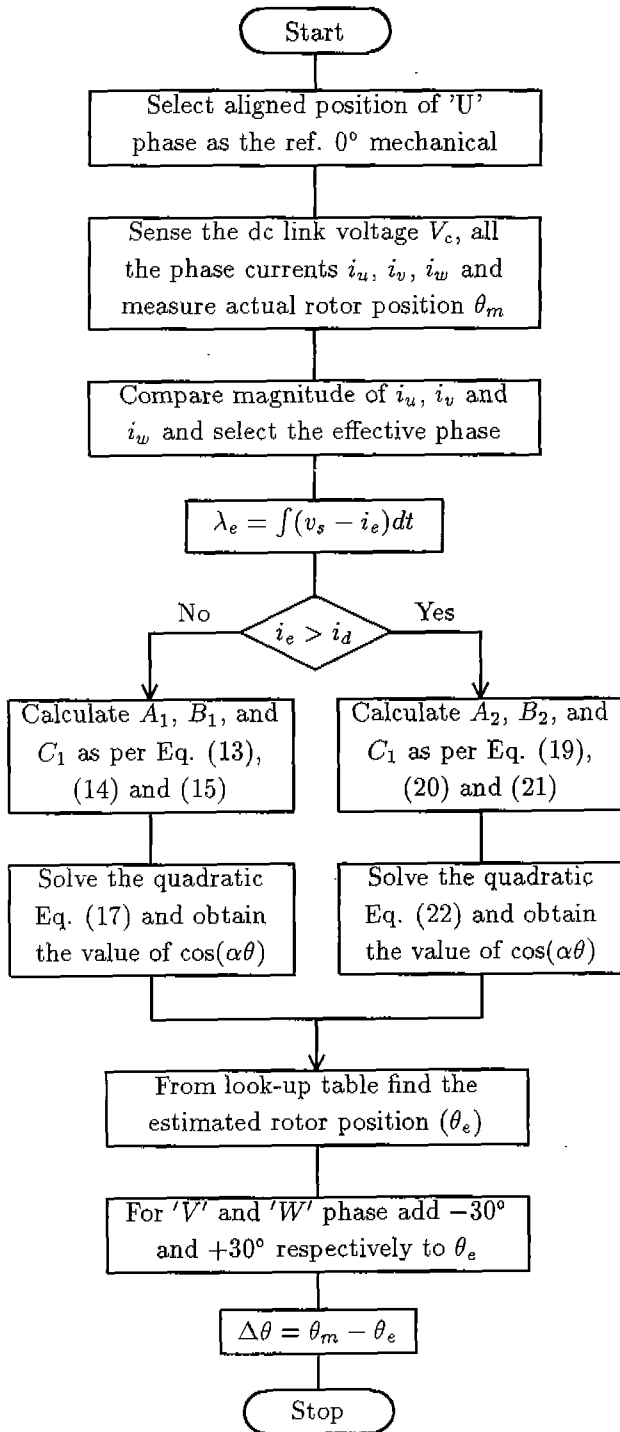 Start
Select aligned position of 'U'
phase as the ref. 0° mechanical
Sense the dc link voltage V_c, all
the phase currents i_u, i_v, i_w and
measure actual rotor position θ_m
Compare magnitude of i_u, i_v and
i_w and select the effective phase
λ_e = ∫(v_s − i_e)dt
No
Yes
i_e > i_d
Calculate A_1, B_1, and
C_1 as per Eq. (13),
(14) and (15)
Calculate A_2, B_2, and
C_1 as per Eq. (19),
(20) and (21)
Solve the quadratic
Eq. (17) and obtain
the value of cos(αθ)
Solve the quadratic
Eq. (22) and obtain
the value of cos(αθ)
From look-up table find the
estimated rotor position (θ_e)
For 'V' and 'W' phase add −30°
and +30° respectively to θ_e
Δθ = θ_m − θ_e
Stop